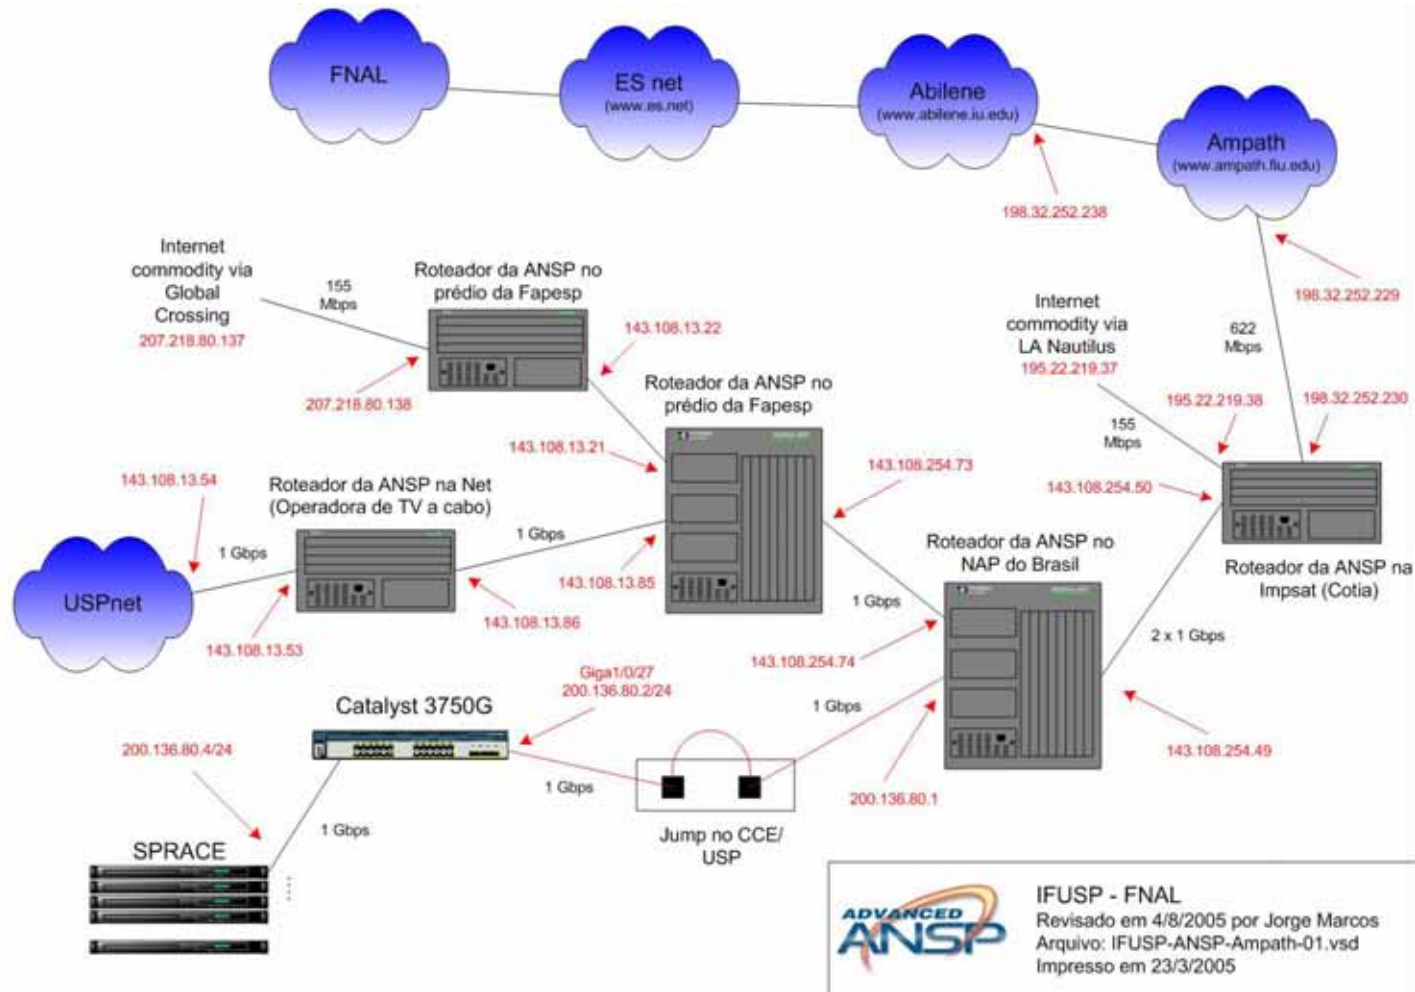 FNAL
ES net
(www.es.net)
Abilene
(www.abilene.iu.edu)
Ampath
(www.ampath.fiu.edu)
198.32.252.238
198.32.252.229
Internet
commodity via
Global
Crossing
207.218.80.137
155
Mbps
Roteador da ANSP no
prédio da Fapesp
207.218.80.138
143.108.13.22
Internet
commodity via
LA Nautilus
195.22.219.37
622
Mbps
155
Mbps
195.22.219.38
198.32.252.230
Roteador da ANSP no
prédio da Fapesp
143.108.13.21
143.108.254.73
143.108.254.50
143.108.13.54
Roteador da ANSP na Net
(Operadora de TV a cabo)
1 Gbps
1 Gbps
143.108.13.85
USPnet
143.108.13.53
143.108.13.86
Roteador da ANSP no
NAP do Brasil
Roteador da ANSP na
Impsat (Cotia)
1 Gbps
2 x 1 Gbps
143.108.254.74
Giga1/0/27
200.136.80.2/24
Catalyst 3750G
1 Gbps
200.136.80.4/24
143.108.254.49
1 Gbps
200.136.80.1
1 Gbps
Jump no CCE/
USP
SPRACE
ADVANCED
ANSP
IFUSP - FNAL
Revisado em 4/8/2005 por Jorge Marcos
Arquivo: IFUSP-ANSP-Ampath-01.vsd
Impresso em 23/3/2005